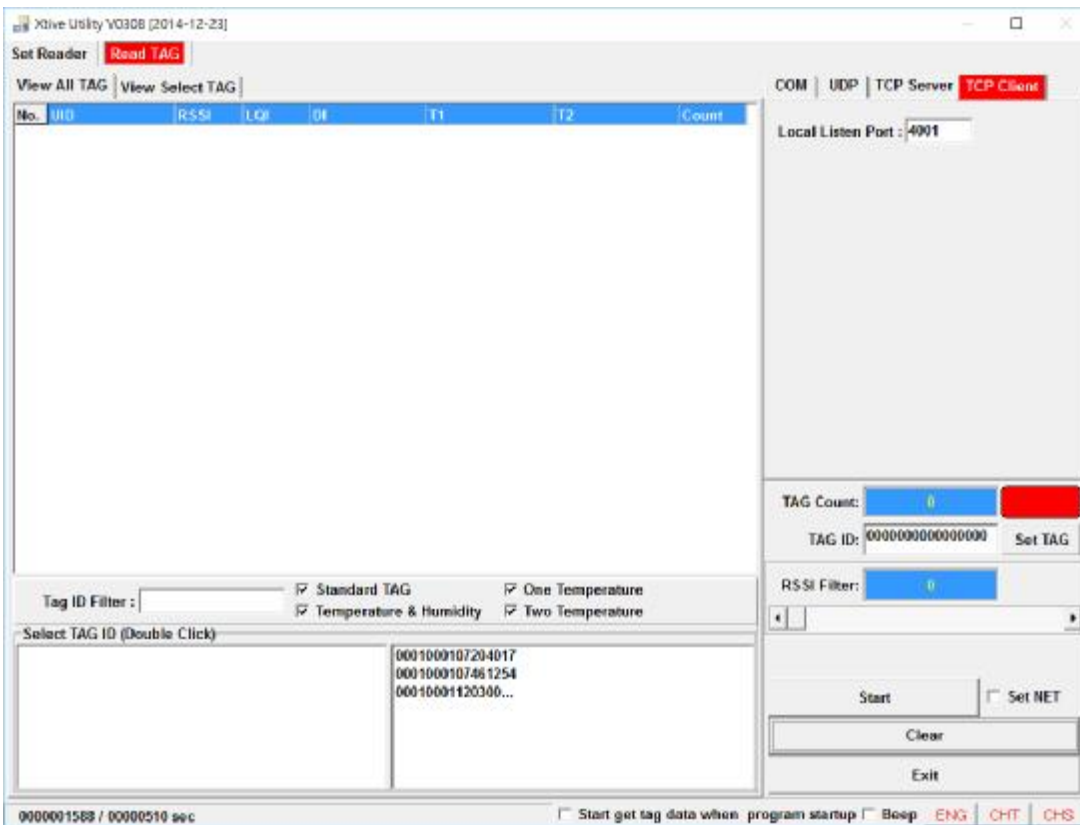 Xtive Utility V0308 [2014-12-23]
Set Reader Read TAG
View All TAG View Select TAG
COM UDP TCP Server TCP Client
No. UID RSSI LQI DI T1 T2 Count
Local Listen Port : 4001
TAG Count: 0
TAG ID: 0000000000000000 Set TAG
RSSI Filter: 0
Tag ID Filter :
Standard TAG One Temperature
Temperature & Humidity Two Temperature
Select TAG ID (Double Click)
0001000107204017
0001000107461254
00010001120300...
Start Set NET
Clear
Exit
0000001588 / 00000510 sec
Start get tag data when program startup Beep ENG CHT CHS